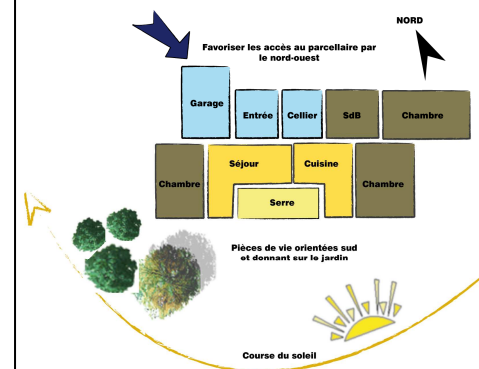 NORD
Favoriser les accès au parcellaire par
le nord-ouest
Garage
Entrée
Cellier
SdB
Chambre
Chambre
Séjour
Cuisine
Chambre
Serre
Pièces de vie orientées sud
et donnant sur le jardin
Course du soleil